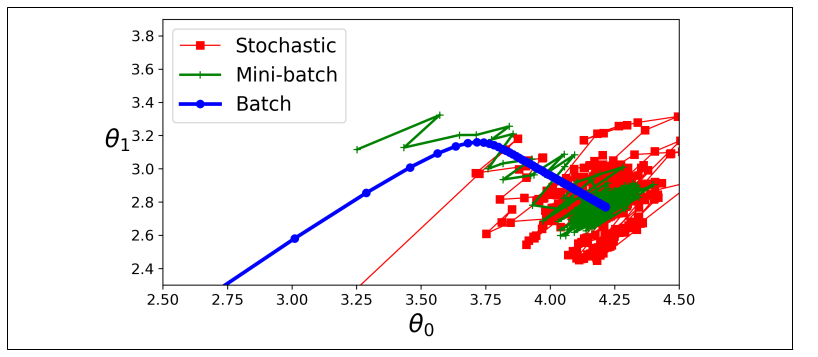 Stochastic
Mini-batch
Batch
3.8
3.6
3.4
3.2
3.0
2.8
2.6
2.4
θ₁
2.50 2.75 3.00 3.25 3.50 3.75 4.00 4.25 4.50
θ₀